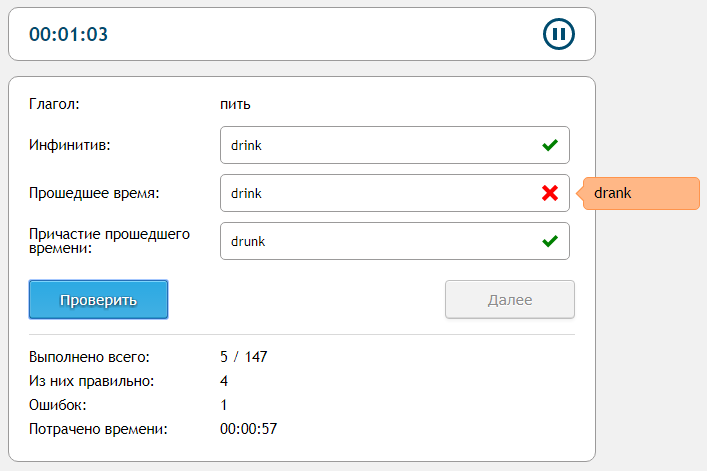 00:01:03
Глагол: пить
Инфинитив: drink
Прошедшее время: drink drank
Причастие прошедшего
времени: drunk
Проверить Далее
Выполнено всего: 5 / 147
Из них правильно: 4
Ошибок: 1
Потрачено времени: 00:00:57